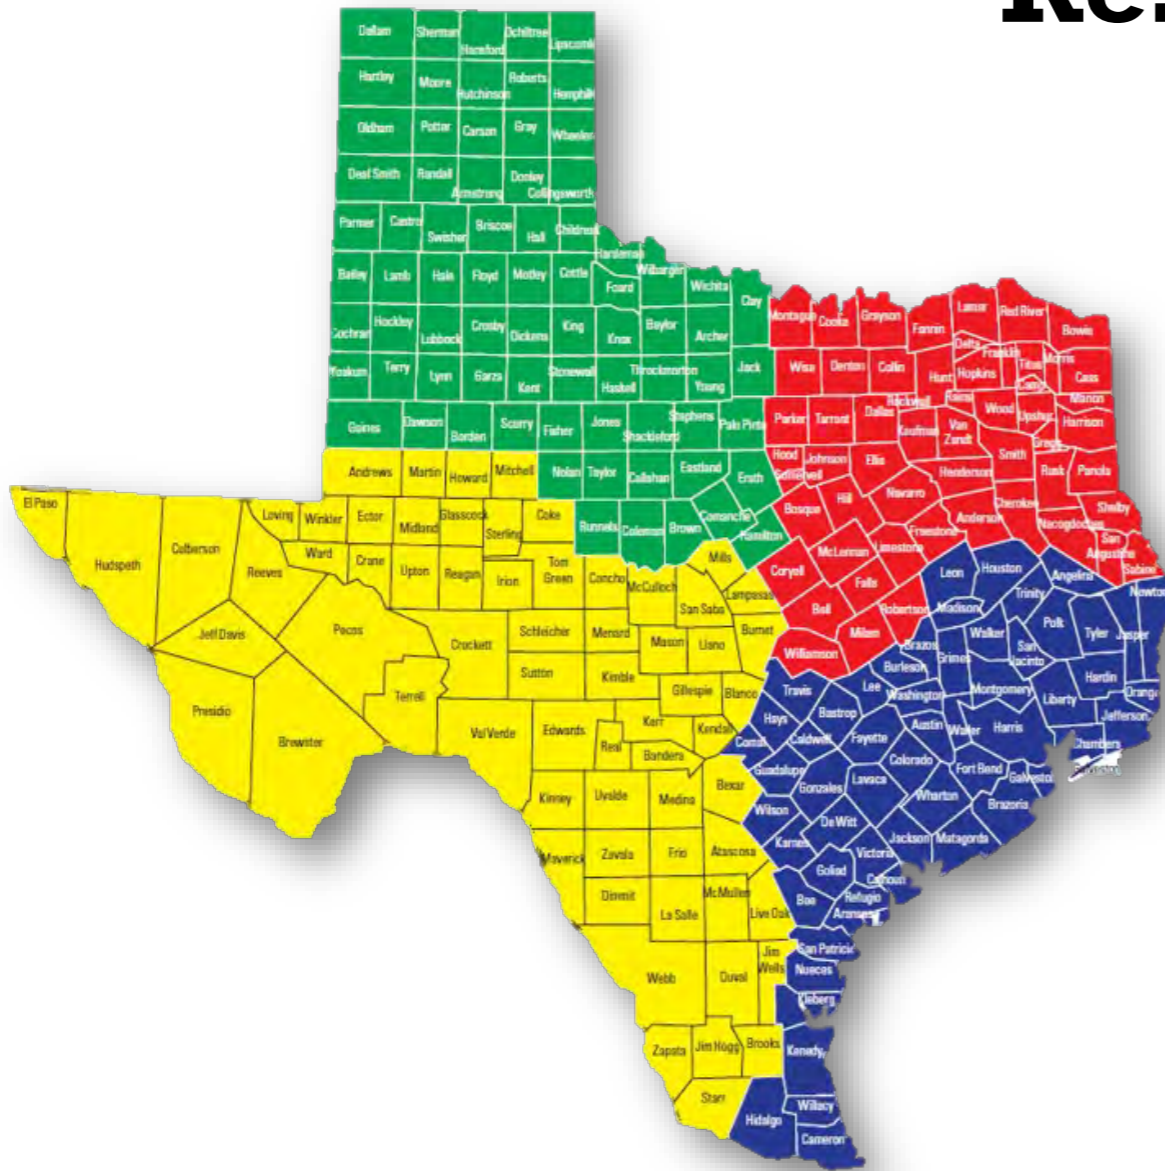 Dallam Sherman Hansford Ochiltree Lipscomb
Hartley Moore Hutchinson Roberts Hemphill
Oldham Potter Carson Gray Wheeler
Deaf Smith Randall Armstrong Donley Collingsworth
Parmer Castro Swisher Briscoe Hall Childress
Hardeman Wilbarger
Bailey Lamb Hale Floyd Motley Cottle Foard Wichita Clay
Cochran Hockley Lubbock Crosby Dickens King Knox Baylor Archer
Yoakum Terry Lynn Garza Kent Stonewall Haskell Throckmorton Young Jack
Gaines Dawson Borden Scurry Fisher Jones Shackleford Stephens Palo Pinto
Nolan Taylor Callahan Eastland Erath
Runnels Coleman Brown Comanche Hamilton
Montague Cooke Grayson Fannin Lamar Red River Bowie
Wise Denton Collin Hunt Delta Hopkins Franklin Titus Morris Cass
Camp Marion
Parker Tarrant Dallas Rockwall Kaufman Rains Van Zandt Wood Upshur Harrison
Gregg
Hood Somervell Johnson Ellis Henderson Smith Rusk Panola
Bosque Hill Navarro Anderson Cherokee Nacogdoches Shelby
Freestone San Augustine Sabine
Coryell McLennan Limestone
Bell Falls Robertson
Williamson Milam
Andrews Martin Howard Mitchell
El Paso Hudspeth Culberson Reeves Loving Winkler Ector Midland Glasscock Sterling Coke
Ward Crane Upton Reagan Irion Tom Green Concho McCulloch San Saba Mills Lampasas
Jeff Davis Pecos Crockett Schleicher Menard Mason Llano Burnet
Sutton Kimble Gillespie Blanco
Presidio Brewster Terrell Val Verde Edwards Real Kerr Kendall
Bandera
Kinney Uvalde Medina Bexar
Maverick Zavala Frio Atascosa
Dimmit La Salle McMullen Live Oak
Webb Duval Jim Wells
Zapata Jim Hogg Brooks
Starr
Leon Houston Angelina Newton
Madison Trinity Polk Tyler Jasper
Brazos Grimes Walker San Jacinto Hardin
Burleson Washington Montgomery Liberty Orange
Travis Lee Jefferson
Hays Bastrop Austin Waller Harris Chambers
Comal Caldwell Fayette Colorado Fort Bend Galveston
Guadalupe Gonzales Lavaca Wharton Brazoria
Wilson De Witt Jackson Matagorda
Karnes Victoria
Goliad Calhoun
Bee Refugio
Aransas
San Patricio
Nueces
Kleberg
Kenedy
Hidalgo Willacy
Cameron